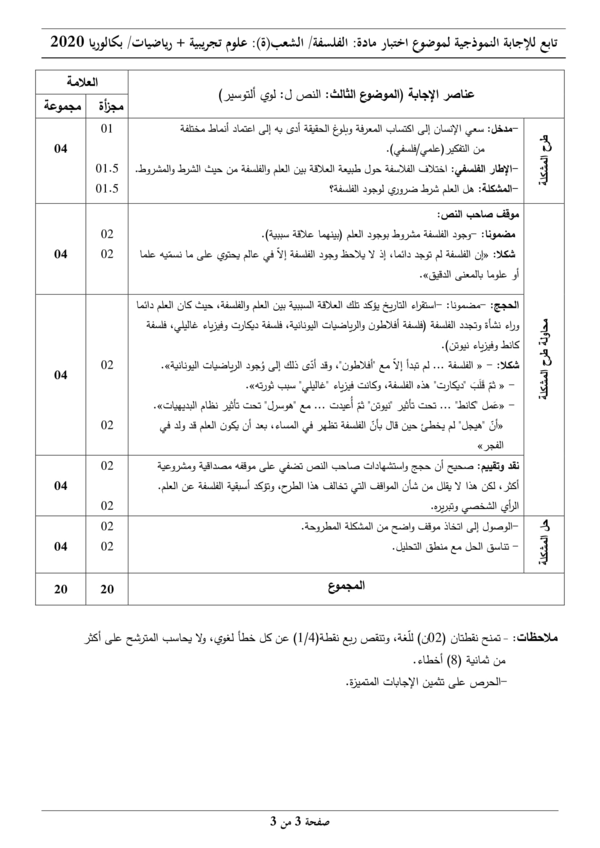 تابع للإجابة النموذجية لموضوع اختبار مادة: الفلسفة/ الشعب(ة): علوم تجريبية + رياضيات/ بكالوريا 2020
العلامة
عناصر الإجابة (الموضوع الثالث: النص ل: لوي ألتوسير)
مجزأة
مجموعة
طرح المشكلة
–مدخل: سعي الإنسان إلى اكتساب المعرفة وبلوغ الحقيقة أدى به إلى اعتماد أنماط مختلفة
01
من التفكير (علمي/فلسفي).
04
–الإطار الفلسفي: اختلاف الفلاسفة حول طبيعة العلاقة بين العلم والفلسفة من حيث الشرط والمشروط.
01.5
–المشكلة: هل العلم شرط ضروري لوجود الفلسفة؟
01.5
محاولة طرح المشكلة
موقف صاحب النص:
مضمونا: –وجود الفلسفة مشروط بوجود العلم (بينهما علاقة سببية).
02
شكلا: «إن الفلسفة لم توجد دائما، إذ لا يلاحظ وجود الفلسفة إلاّ في عالم يحتوي على ما نسمّيه علما
02
04
أو علوما بالمعنى الدقيق».
الحجج: –مضمونا: –استقراء التاريخ يؤكد تلك العلاقة السببية بين العلم والفلسفة، حيث كان العلم دائما
وراء نشأة وتجدد الفلسفة (فلسفة أفلاطون والرياضيات اليونانية، فلسفة ديكارت وفيزياء غاليلي، فلسفة
كانط وفيزياء نيوتن).
شكلا: – « الفلسفة ... لم تبدأ إلاّ مع "أفلاطون"، وقد أدّى ذلك إلى وُجود الرياضيات اليونانية».
02
04
– « ثمّ قَلَبَ "ديكارت" هذه الفلسفة، وكانت فيزياء "غاليلي" سبب ثورته».
– «عَمل "كانط" ... تحت تأثير "نيوتن" ثمّ أُعيدت ... مع "هوسرل" تحت تأثير نظام البديهيات».
«أنّ "هيجل" لم يخطئ حين قال بأنّ الفلسفة تظهر في المساء، بعد أن يكون العلم قد ولد في
02
الفجر»
نقد وتقييم: صحيح أن حجج واستشهادات صاحب النص تضفي على موقفه مصداقية ومشروعية
02
أكثر، لكن هذا لا يقلل من شأن المواقف التي تخالف هذا الطرح، وتؤكد أسبقية الفلسفة عن العلم.
04
الرأي الشخصي وتبريره.
02
حل المشكلة
–الوصول إلى اتخاذ موقف واضح من المشكلة المطروحة.
02
– تناسق الحل مع منطق التحليل.
02
04
المجموع
20
20
ملاحظات: - تمنح نقطتان (02ن) للّغة، وتنقص ربع نقطة(1/4) عن كل خطأ لغوي، ولا يحاسب المترشح على أكثر
من ثمانية (8) أخطاء.
–الحرص على تثمين الإجابات المتميزة.
صفحة 3 من 3